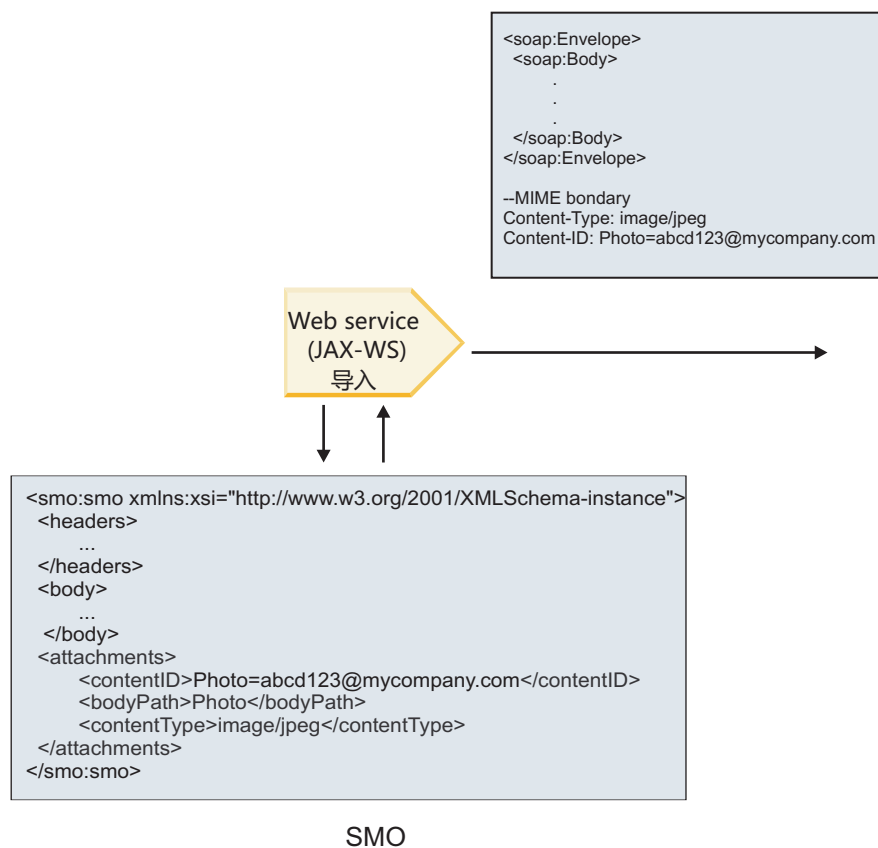 <soap:Envelope>
<soap:Body>
.
.
.
</soap:Body>
</soap:Envelope>
--MIME bondary
Content-Type: image/jpeg
Content-ID: Photo=abcd123@mycompany.com
Web service
(JAX-WS)
导入
<smo:smo xmlns:xsi="http://www.w3.org/2001/XMLSchema-instance">
<headers>
...
</headers>
<body>
...
</body>
<attachments>
<contentID>Photo=abcd123@mycompany.com</contentID>
<bodyPath>Photo</bodyPath>
<contentType>image/jpeg</contentType>
</attachments>
</smo:smo>
SMO